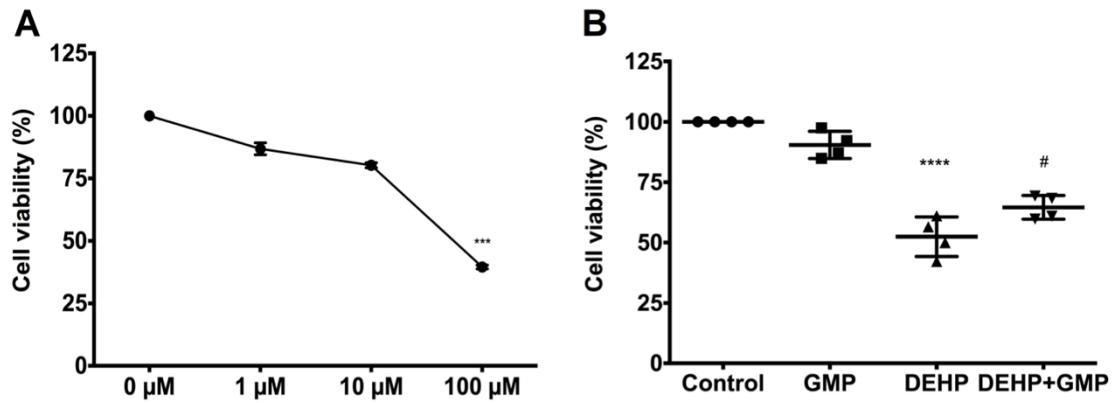 A
Cell viability (%)
125
100
75
50
25
0
***
0 µM 1 µM 10 µM 100 µM
B
Cell viability (%)
125
100
75
50
25
0
****
#
Control GMP DEHP DEHP+GMP